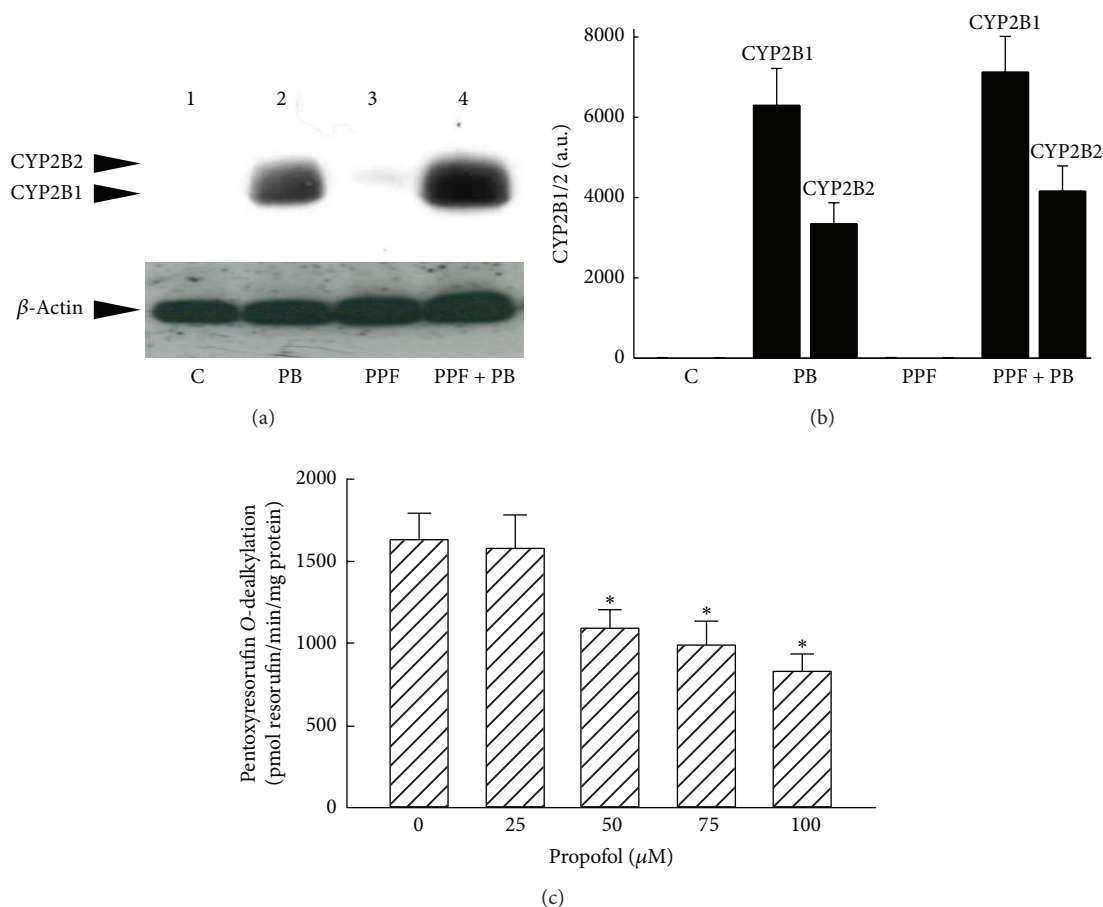 1 2 3 4
CYP2B2
CYP2B1
β-Actin
C PB PPF PPF + PB
(a)
8000
6000
4000
2000
0
CYP2B1/2 (a.u.)
CYP2B1
CYP2B2
CYP2B1
CYP2B2
C PB PPF PPF + PB
(b)
2000
1500
1000
500
0
Pentoxyresorufin O-dealkylation
(pmol resorufin/min/mg protein)
* * *
0 25 50 75 100
Propofol (μM)
(c)